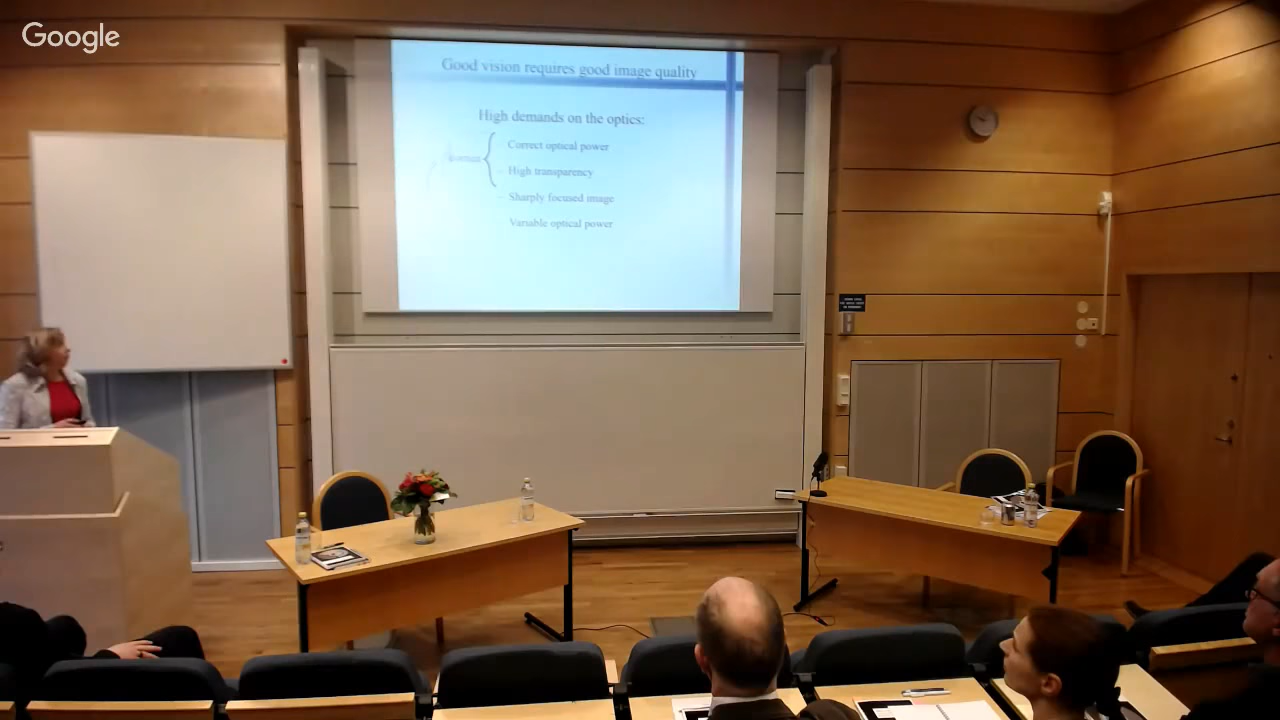 Google
Good vision requires good image quality
High demands on the optics:
Correct optical power
– High transparency
– Sharply focused image
Variable optical power